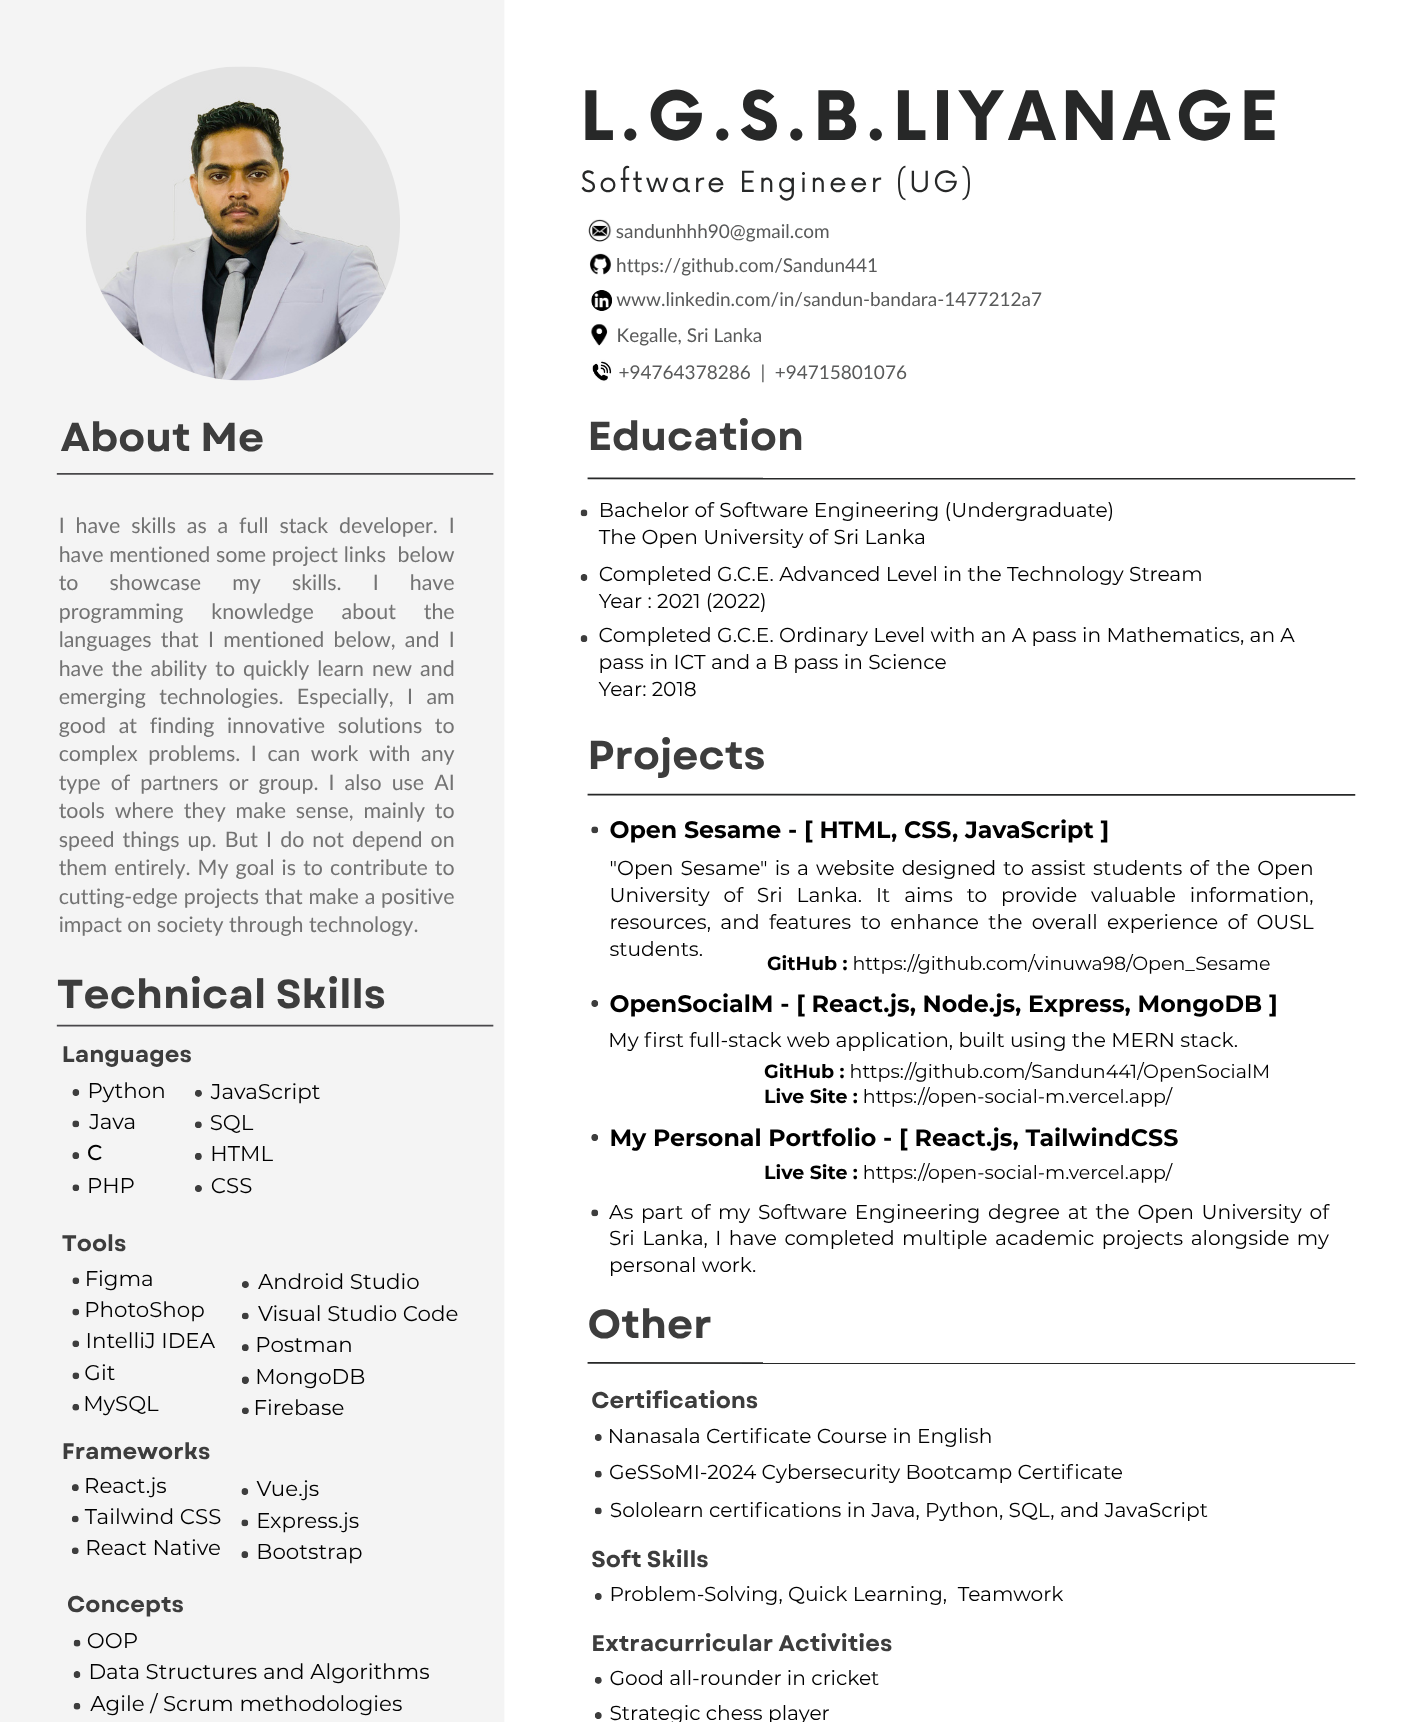 L.G.S.B.LIYANAGE
Software Engineer (UG)
sandunhhh90@gmail.com
https://github.com/Sandun441
www.linkedin.com/in/sandun-bandara-1477212a7
Kegalle, Sri Lanka
+94764378286 | +94715801076
About Me
I have skills as a full stack developer. I
have mentioned some project links below
to showcase my skills. I have
programming knowledge about the
languages that I mentioned below, and I
have the ability to quickly learn new and
emerging technologies. Especially, I am
good at finding innovative solutions to
complex problems. I can work with any
type of partners or group. I also use AI
tools where they make sense, mainly to
speed things up. But I do not depend on
them entirely. My goal is to contribute to
cutting-edge projects that make a positive
impact on society through technology.
Technical Skills
Languages
• Python • JavaScript
• Java • SQL
• C • HTML
• PHP • CSS
Tools
• Figma • Android Studio
• PhotoShop • Visual Studio Code
• IntelliJ IDEA • Postman
• Git • MongoDB
• MySQL • Firebase
Frameworks
• React.js • Vue.js
• Tailwind CSS • Express.js
• React Native • Bootstrap
Concepts
• OOP
• Data Structures and Algorithms
• Agile / Scrum methodologies
Education
• Bachelor of Software Engineering (Undergraduate)
The Open University of Sri Lanka
• Completed G.C.E. Advanced Level in the Technology Stream
Year : 2021 (2022)
• Completed G.C.E. Ordinary Level with an A pass in Mathematics, an A
pass in ICT and a B pass in Science
Year: 2018
Projects
• Open Sesame - [ HTML, CSS, JavaScript ]
"Open Sesame" is a website designed to assist students of the Open
University of Sri Lanka. It aims to provide valuable information,
resources, and features to enhance the overall experience of OUSL
students.
GitHub : https://github.com/vinuwa98/Open_Sesame
• OpenSocialM - [ React.js, Node.js, Express, MongoDB ]
My first full-stack web application, built using the MERN stack.
GitHub : https://github.com/Sandun441/OpenSocialM
Live Site : https://open-social-m.vercel.app/
• My Personal Portfolio - [ React.js, TailwindCSS
Live Site : https://open-social-m.vercel.app/
• As part of my Software Engineering degree at the Open University of
Sri Lanka, I have completed multiple academic projects alongside my
personal work.
Other
Certifications
• Nanasala Certificate Course in English
• GeSSoMI-2024 Cybersecurity Bootcamp Certificate
• Sololearn certifications in Java, Python, SQL, and JavaScript
Soft Skills
• Problem-Solving, Quick Learning, Teamwork
Extracurricular Activities
• Good all-rounder in cricket
• Strategic chess player